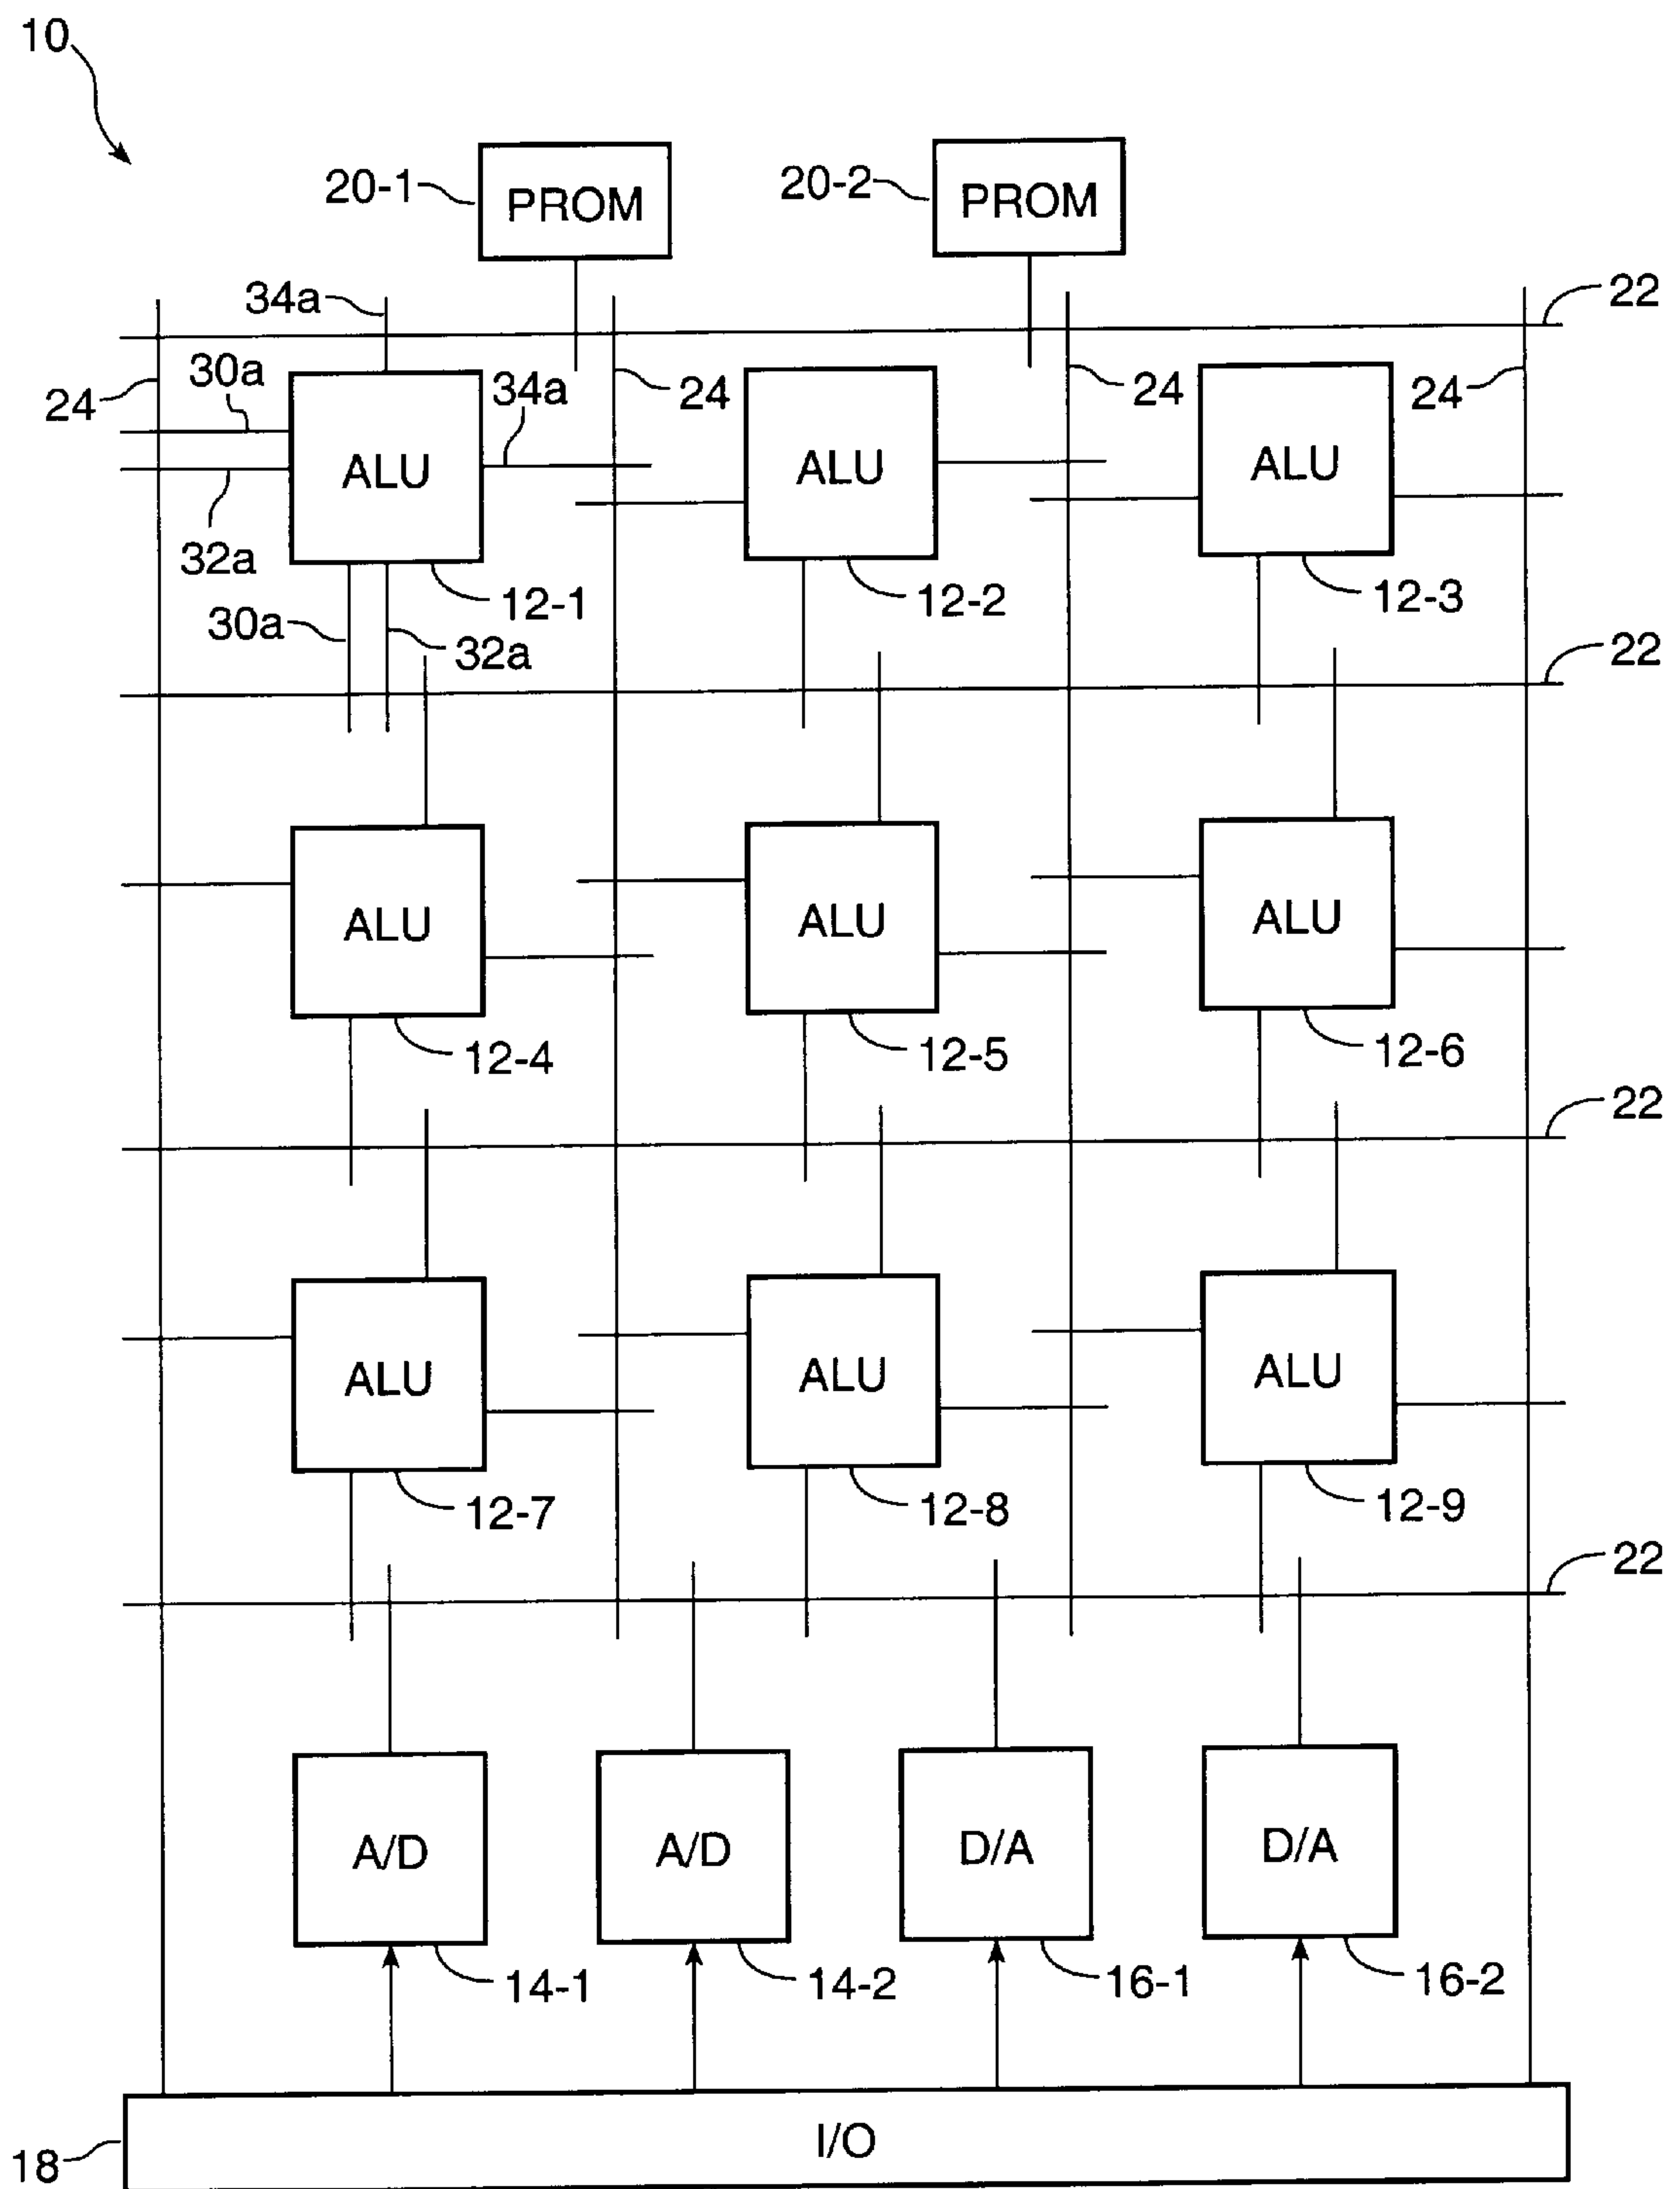 10
20-1
PROM
20-2
PROM
34a
22
30a
24
34a
24
24
24
ALU
ALU
ALU
32a
12-1
12-2
12-3
30a
32a
22
ALU
ALU
ALU
12-4
12-5
12-6
22
ALU
ALU
ALU
12-7
12-8
12-9
22
A/D
A/D
D/A
D/A
14-1
14-2
16-1
16-2
I/O
18